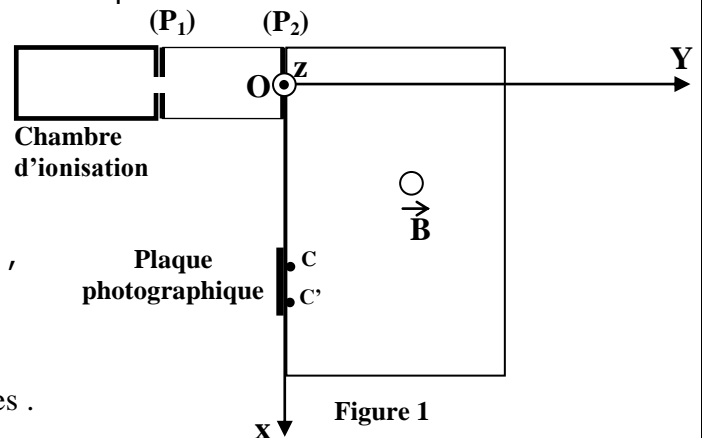 (P₁) (P₂)
Y
O z
Chambre
d'ionisation
B
,
Plaque
photographique
C
C'
es .
Figure 1
x